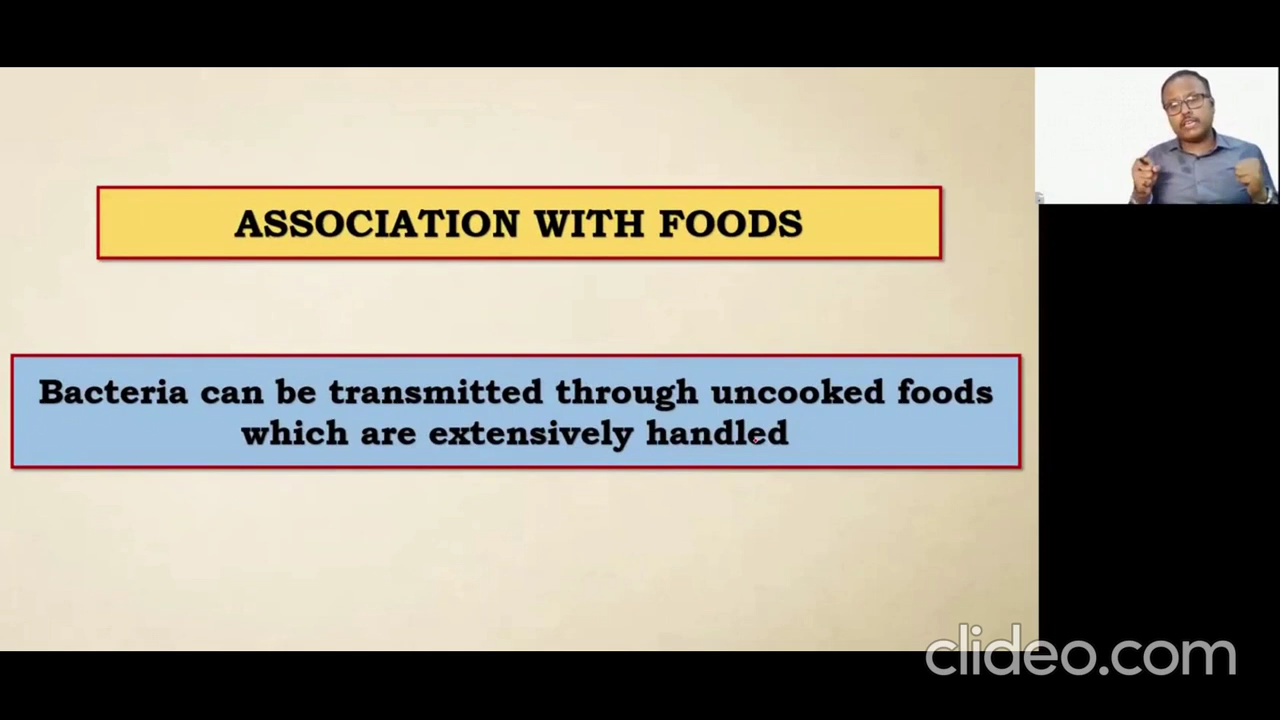 ASSOCIATION WITH FOODS
Bacteria can be transmitted through uncooked foods
which are extensively handled
clideo.com